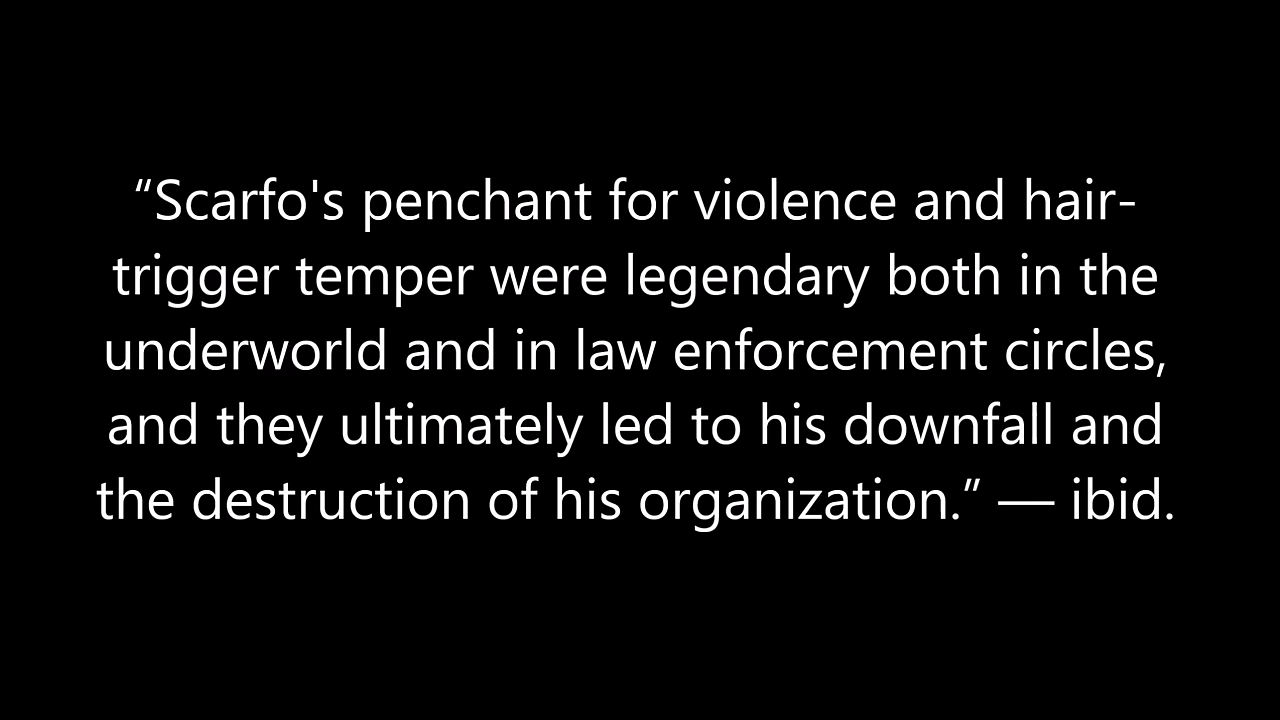 “Scarfo's penchant for violence and hair-
trigger temper were legendary both in the
underworld and in law enforcement circles,
and they ultimately led to his downfall and
the destruction of his organization.” — ibid.